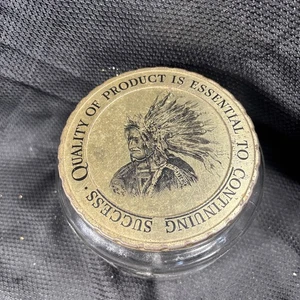 QUALITY OF PRODUCT IS ESSENTIAL TO CONTINUING SUCCESS.